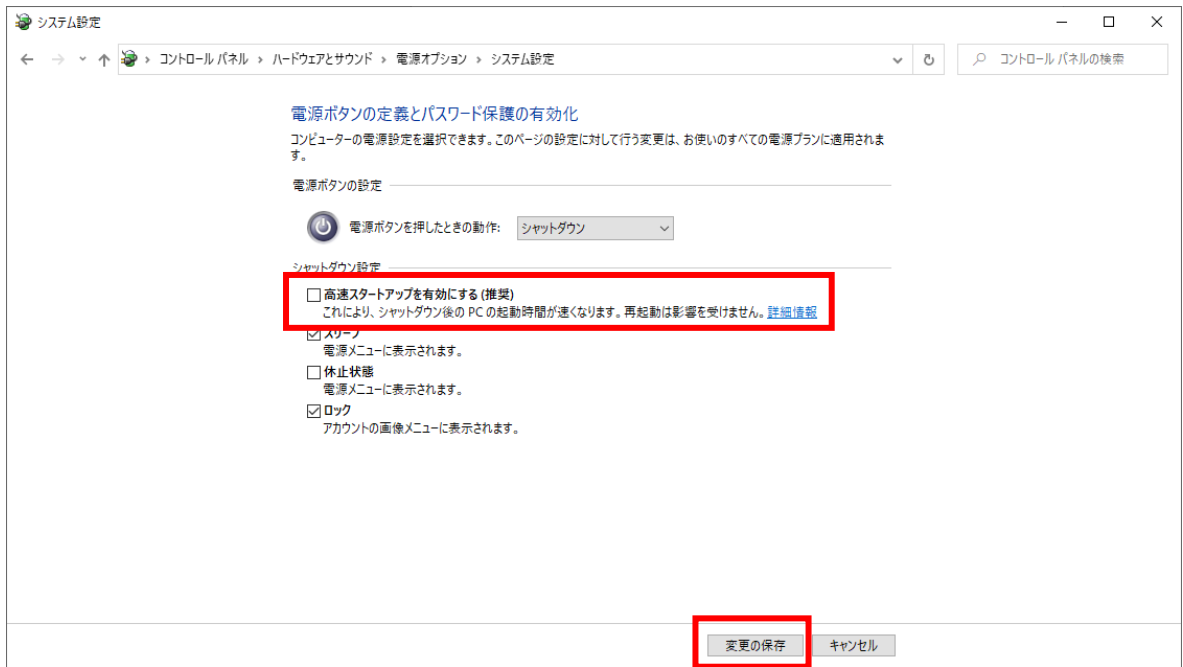 システム設定
コントロール パネル › ハードウェアとサウンド › 電源オプション › システム設定
コントロール パネルの検索
電源ボタンの定義とパスワード保護の有効化
コンピューターの電源設定を選択できます。このページの設定に対して行う変更は、お使いのすべての電源プランに適用されま
す。
電源ボタンの設定
電源ボタンを押したときの動作: シャットダウン
シャットダウン設定
高速スタートアップを有効にする (推奨)
これにより、シャットダウン後の PC の起動時間が速くなります。再起動は影響を受けません。詳細情報
スリープ
電源メニューに表示されます。
休止状態
電源メニューに表示されます。
ロック
アカウントの画像メニューに表示されます。
変更の保存 キャンセル